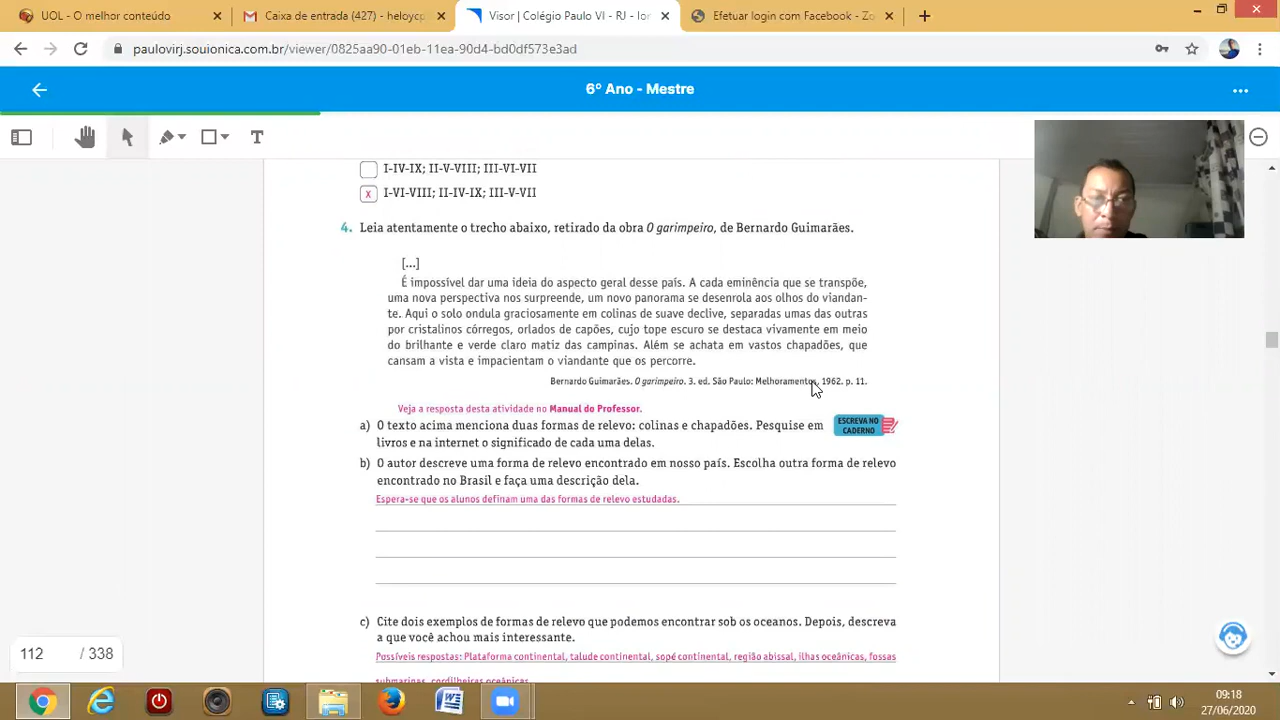 UOL - O melhor conteúdo
Caixa de entrada (427) - heloycp
Visor | Colégio Paulo VI - RJ - Ion
Efetuar login com Facebook - Zo
paulovirj.souionica.com.br/viewer/0825aa90-01eb-11ea-90d4-bd0df573e3ad
6º Ano - Mestre
T
I-IV-IX; II-V-VIII; III-VI-VII
x I-VI-VIII; II-IV-IX; III-V-VII
4. Leia atentamente o trecho abaixo, retirado da obra O garimpeiro, de Bernardo Guimarães.
[...]
É impossível dar uma ideia do aspecto geral desse país. A cada eminência que se transpõe,
uma nova perspectiva nos surpreende, um novo panorama se desenrola aos olhos do viandan-
te. Aqui o solo ondula graciosamente em colinas de suave declive, separadas umas das outras
por cristalinos córregos, orlados de capões, cujo tope escuro se destaca vivamente em meio
do brilhante e verde claro matiz das campinas. Além se achata em vastos chapadões, que
cansam a vista e impacientam o viandante que os percorre.
Bernardo Guimarães. O garimpeiro. 3. ed. São Paulo: Melhoramentos, 1962. p. 11.
Veja a resposta desta atividade no Manual do Professor.
a) O texto acima menciona duas formas de relevo: colinas e chapadões. Pesquise em
livros e na internet o significado de cada uma delas.
ESCREVA NO
CADERNO
b) O autor descreve uma forma de relevo encontrado em nosso país. Escolha outra forma de relevo
encontrado no Brasil e faça uma descrição dela.
Espera-se que os alunos definam uma das formas de relevo estudadas.
c) Cite dois exemplos de formas de relevo que podemos encontrar sob os oceanos. Depois, descreva
a que você achou mais interessante.
Possíveis respostas: Plataforma continental, talude continental, sopé continental, região abissal, ilhas oceânicas, fossas
submarinas, cordilheiras oceânicas.
112 / 338
09:18
27/06/2020